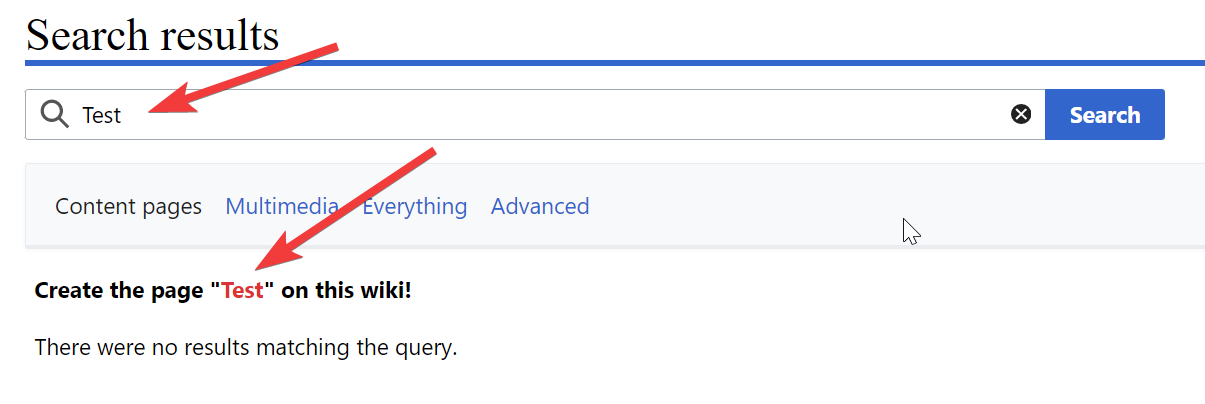 Search results
Test
Search
Content pages Multimedia Everything Advanced
Create the page "Test" on this wiki!
There were no results matching the query.